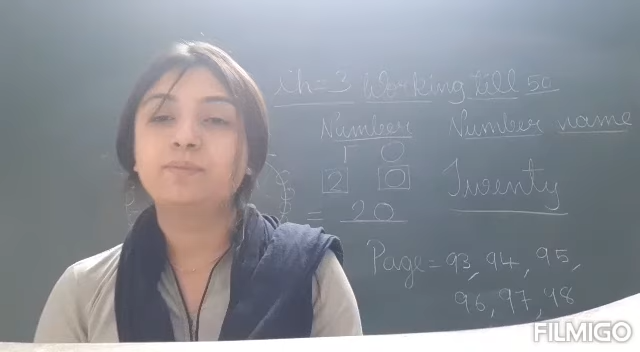 Ch=3 Working till 50
Number Number name
T O
2 0 Twenty
= 20
Page = 93, 94, 95,
96, 97, 98
FILMIGO